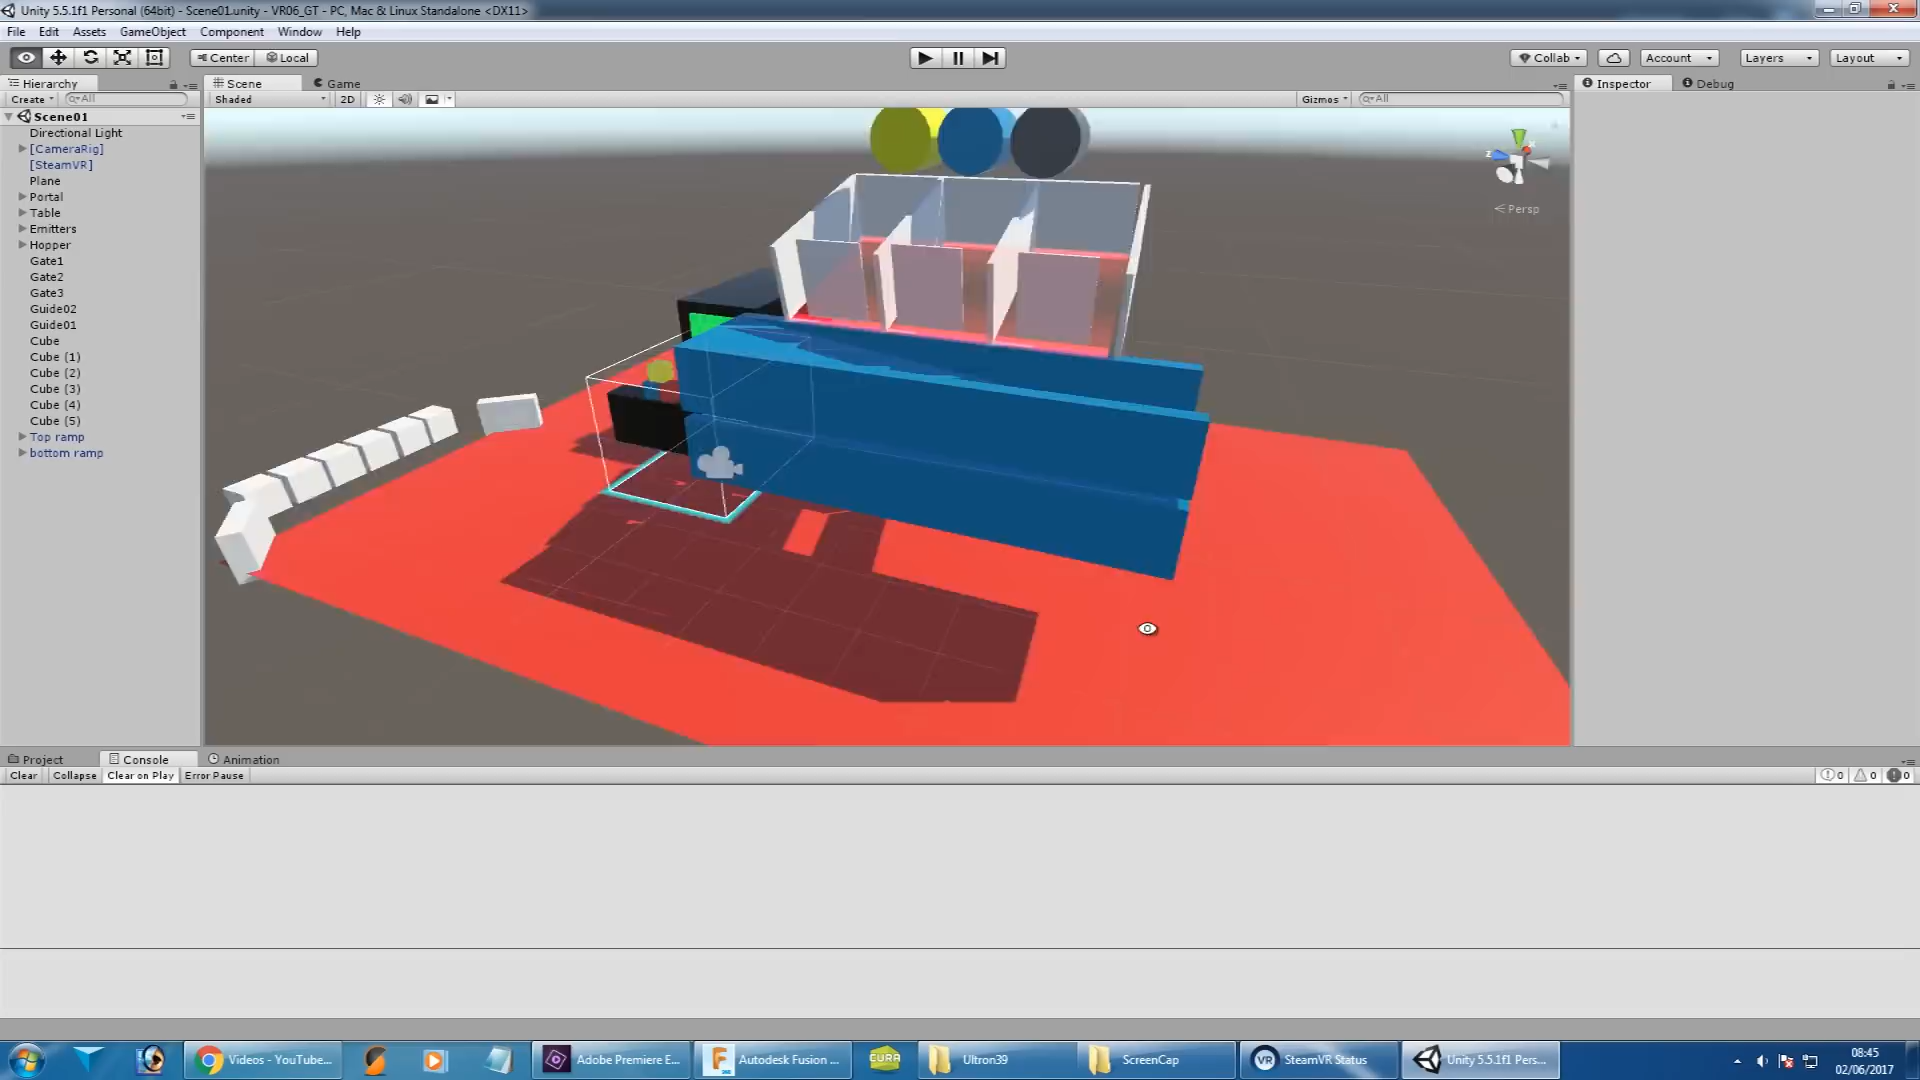 Unity 5.5.1f1 Personal (64bit) - Scene01.unity - VR06_GT - PC, Mac & Linux Standalone <DX11>
File Edit Assets GameObject Component Window Help
Center Local Collab Account Layers Layout
Hierarchy Scene Game Inspector Debug
Create All Shaded 2D Gizmos All
Scene01
Directional Light
[CameraRig]
[SteamVR]
Plane
Portal
Table
Emitters
Hopper
Gate1
Gate2
Gate3
Guide02
Guide01
Cube
Cube (1)
Cube (2)
Cube (3)
Cube (4)
Cube (5)
Top ramp
bottom ramp
z x
Persp
Project Console Animation
Clear Collapse Clear on Play Error Pause 0 0 0
Videos - YouTube... Adobe Premiere E... Autodesk Fusion ... CURA Ultron39 ScreenCap VR SteamVR Status Unity 5.5.1f1 Pers...
08:45
02/06/2017